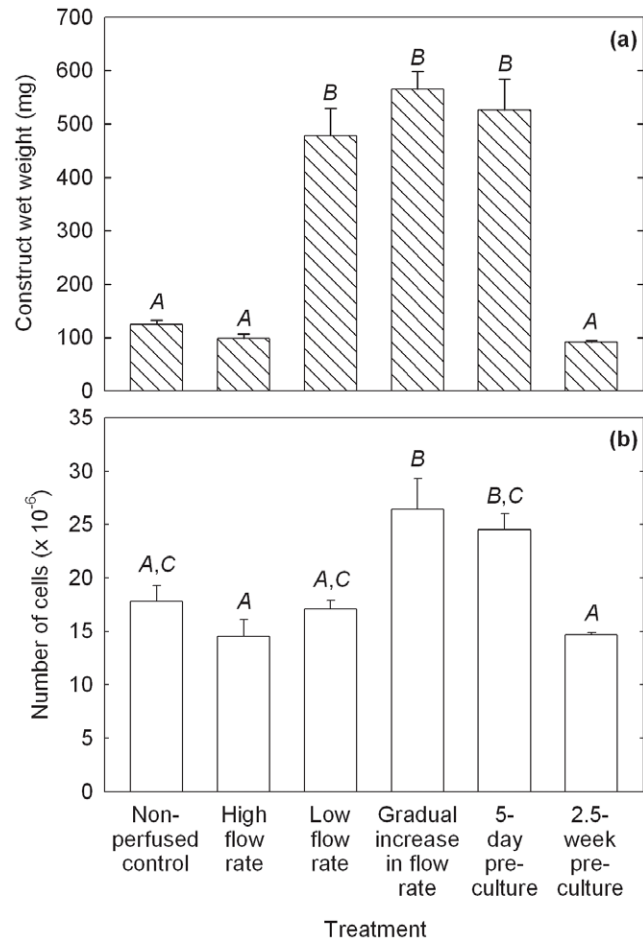 (a)
Construct wet weight (mg)
700
600
500
400
300
200
100
0
A
A
B
B
B
A
(b)
Number of cells (x 10-6)
35
30
25
20
15
10
5
0
A,C
A
A,C
B
B,C
A
Non-
perfused
control
High
flow
rate
Low
flow
rate
Gradual
increase
in flow
rate
5-
day
pre-
culture
2.5-
week
pre-
culture
Treatment